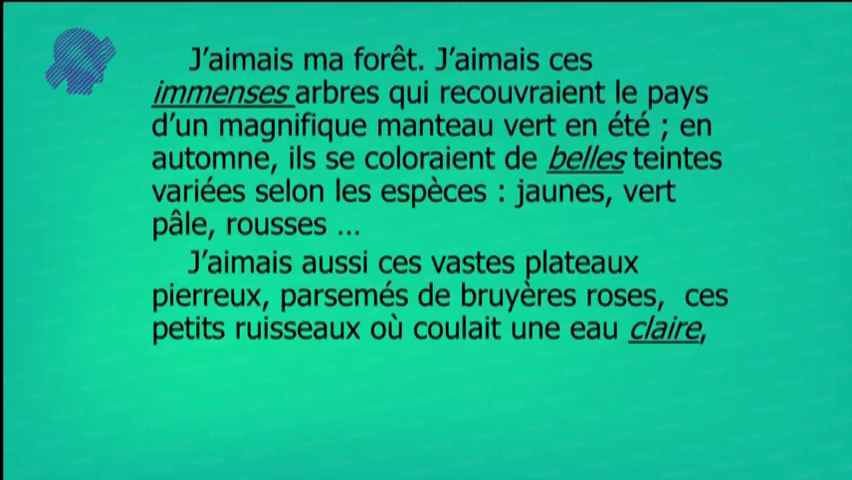 J’aimais ma forêt. J’aimais ces
immenses arbres qui recouvraient le pays
d’un magnifique manteau vert en été ; en
automne, ils se coloraient de belles teintes
variées selon les espèces : jaunes, vert
pâle, rousses …
J’aimais aussi ces vastes plateaux
pierreux, parsemés de bruyères roses, ces
petits ruisseaux où coulait une eau claire,